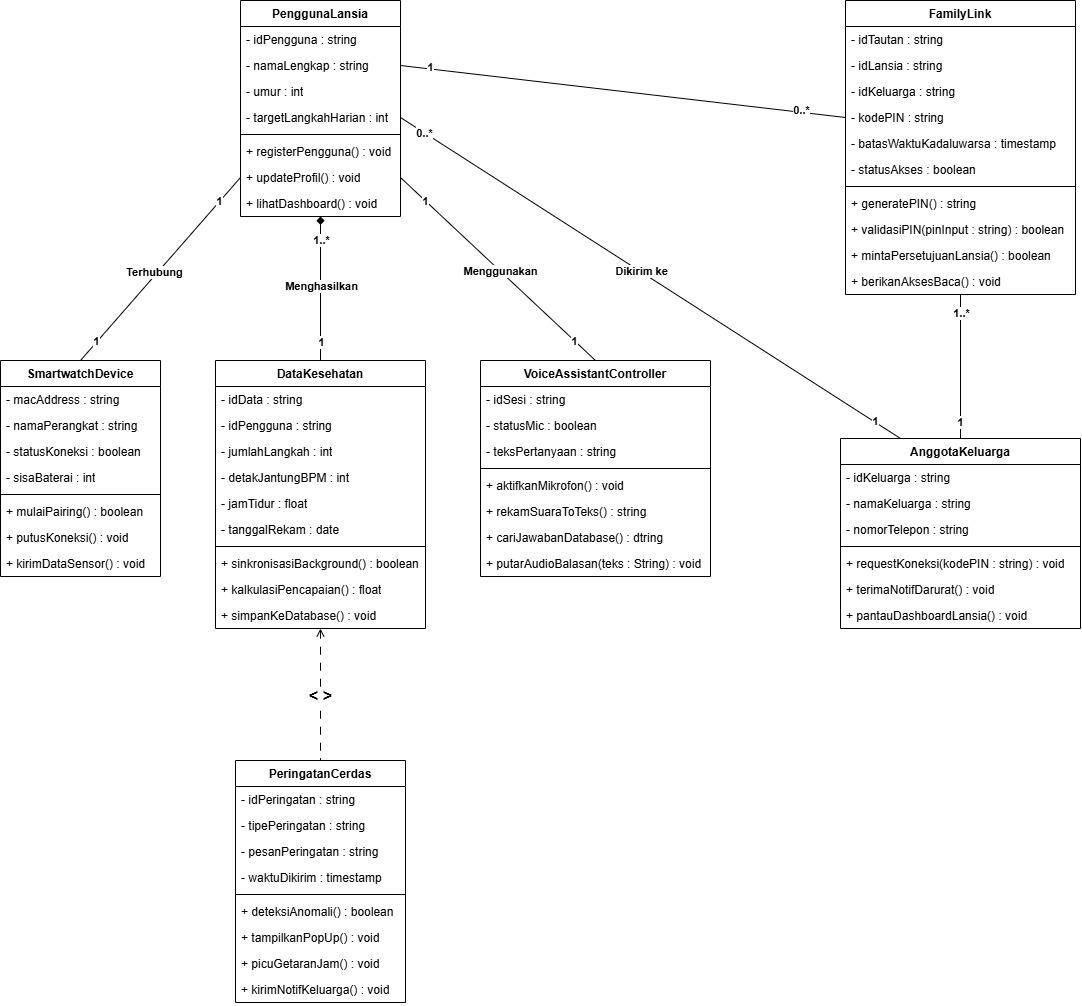 PenggunaLansia
- idPengguna : string
- namaLengkap : string
- umur : int
- targetLangkahHarian : int
+ registerPengguna() : void
+ updateProfil() : void
+ lihatDashboard() : void
FamilyLink
- idTautan : string
- idLansia : string
- idKeluarga : string
- kodePIN : string
- batasWaktuKadaluwarsa : timestamp
- statusAkses : boolean
+ generatePIN() : string
+ validasiPIN(pinInput : string) : boolean
+ mintaPersetujuanLansia() : boolean
+ berikanAksesBaca() : void
1
0..*
0..*
1
1
1..*
1..*
Terhubung
Menghasilkan
Menggunakan
Dikirim ke
1
1
1
1
1
SmartwatchDevice
- macAddress : string
- namaPerangkat : string
- statusKoneksi : boolean
- sisaBaterai : int
+ mulaiPairing() : boolean
+ putusKoneksi() : void
+ kirimDataSensor() : void
DataKesehatan
- idData : string
- idPengguna : string
- jumlahLangkah : int
- detakJantungBPM : int
- jamTidur : float
- tanggalRekam : date
+ sinkronisasiBackground() : boolean
+ kalkulasiPencapaian() : float
+ simpanKeDatabase() : void
VoiceAssistantController
- idSesi : string
- statusMic : boolean
- teksPertanyaan : string
+ aktifkanMikrofon() : void
+ rekamSuaraToTeks() : string
+ cariJawabanDatabase() : dtring
+ putarAudioBalasan(teks : String) : void
AnggotaKeluarga
- idKeluarga : string
- namaKeluarga : string
- nomorTelepon : string
+ requestKoneksi(kodePIN : string) : void
+ terimaNotifDarurat() : void
+ pantauDashboardLansia() : void
< >
PeringatanCerdas
- idPeringatan : string
- tipePeringatan : string
- pesanPeringatan : string
- waktuDikirim : timestamp
+ deteksiAnomali() : boolean
+ tampilkanPopUp() : void
+ picuGetaranJam() : void
+ kirimNotifKeluarga() : void